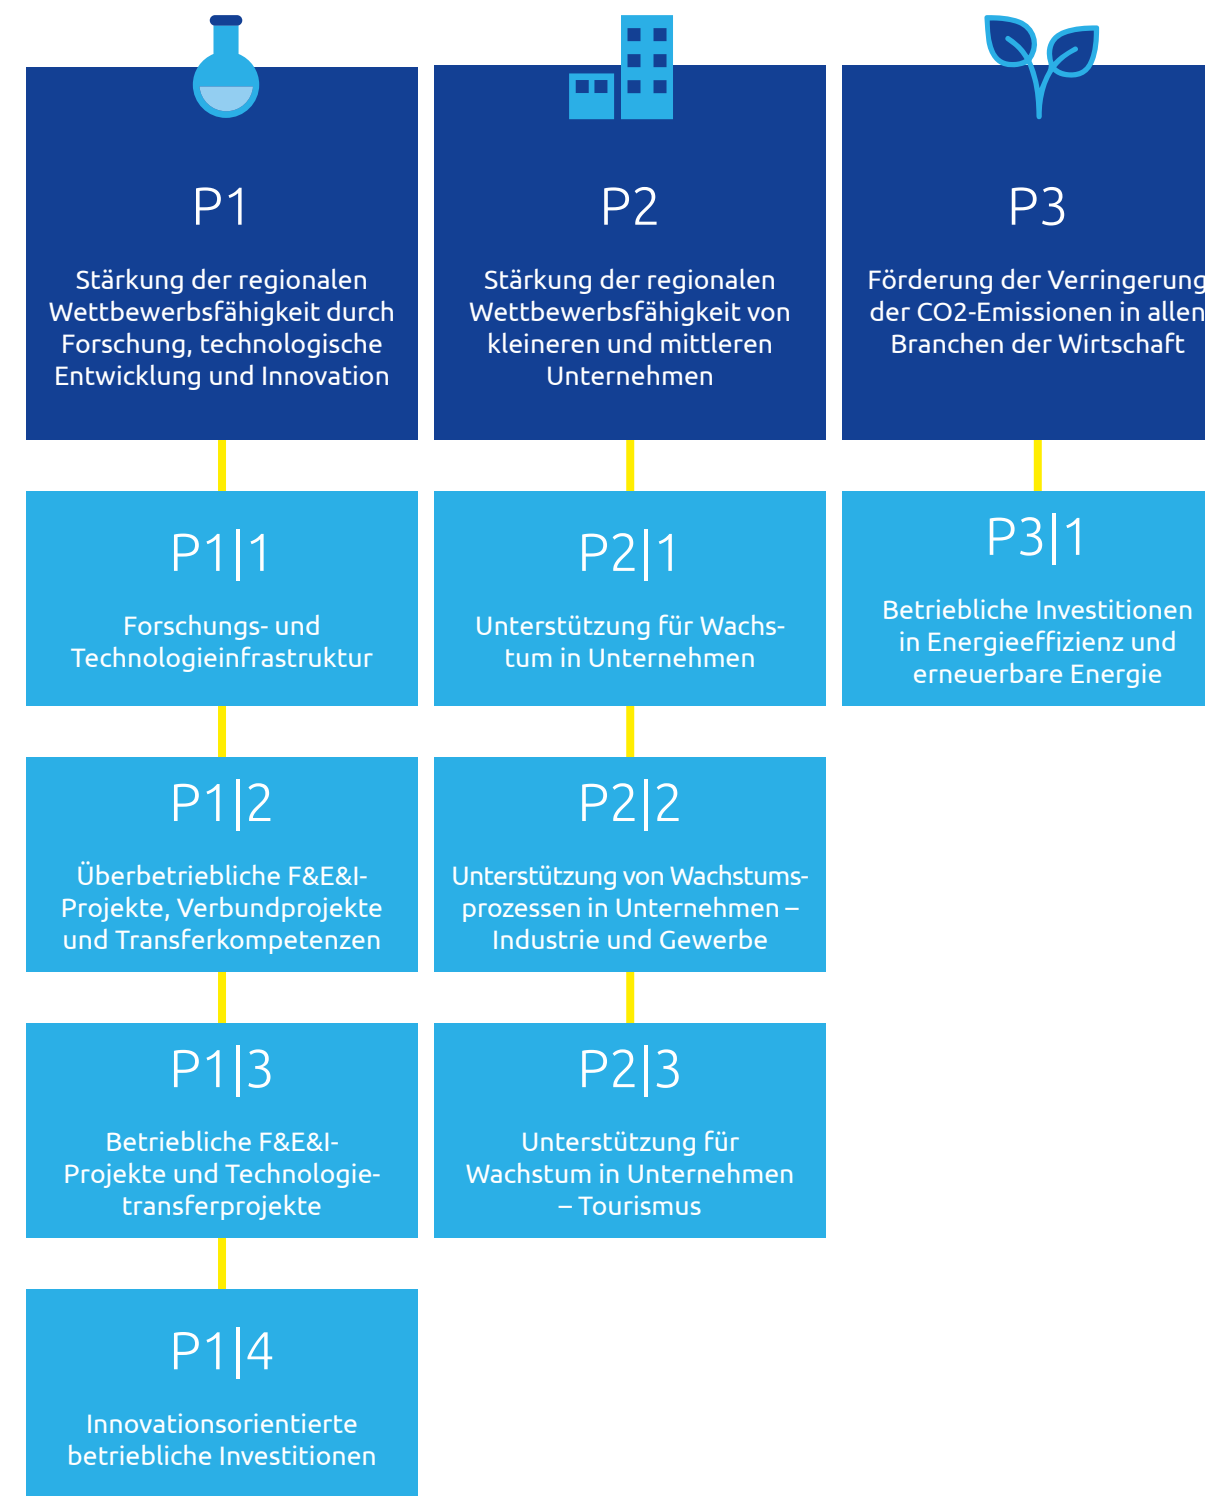 P1
Stärkung der regionalen
Wettbewerbsfähigkeit durch
Forschung, technologische
Entwicklung und Innovation
P1|1
Forschungs- und
Technologieinfrastruktur
P1|2
Überbetriebliche F&E&I-
Projekte, Verbundprojekte
und Transferkompetenzen
P1|3
Betriebliche F&E&I-
Projekte und Technologie-
transferprojekte
P1|4
Innovationsorientierte
betriebliche Investitionen
P2
Stärkung der regionalen
Wettbewerbsfähigkeit von
kleineren und mittleren
Unternehmen
P2|1
Unterstützung für Wachs-
tum in Unternehmen
P2|2
Unterstützung von Wachstums-
prozessen in Unternehmen –
Industrie und Gewerbe
P2|3
Unterstützung für
Wachstum in Unternehmen
– Tourismus
P3
Förderung der Verringerung
der CO2-Emissionen in allen
Branchen der Wirtschaft
P3|1
Betriebliche Investitionen
in Energieeffizienz und
erneuerbare Energie